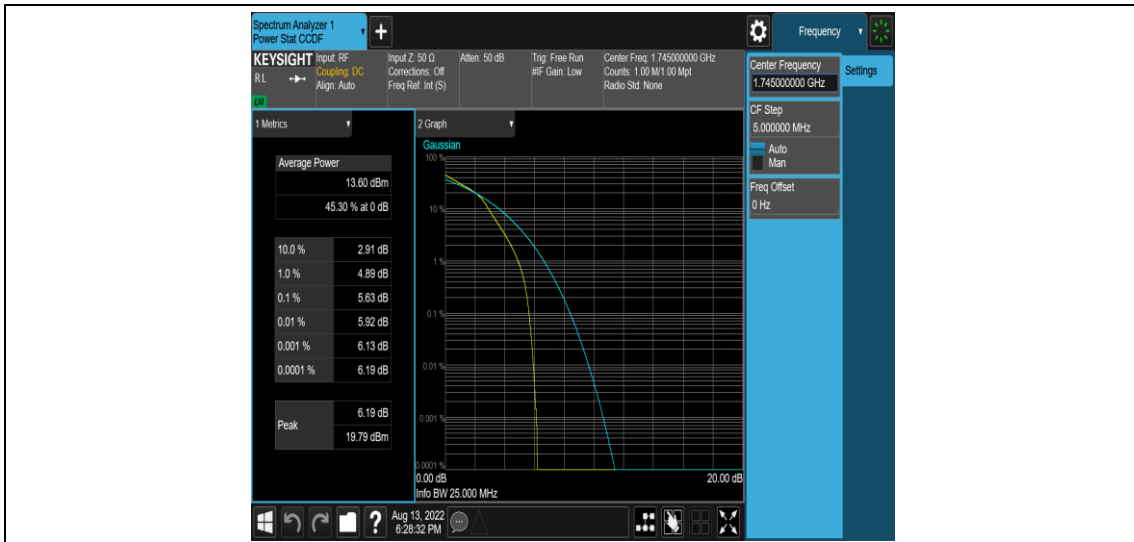 Spectrum Analyzer 1
Power Stat CCDF
Frequency
KEYSIGHT
RL
LXI
Input: RF
Coupling: DC
Align: Auto
Input Z: 50 Ω
Corrections: Off
Freq Ref: Int (S)
Atten: 50 dB
Trig: Free Run
#IF Gain: Low
Center Freq: 1.745000000 GHz
Counts: 1.00 M/1.00 Mpt
Radio Std: None
Center Frequency
1.745000000 GHz
Settings
CF Step
5.000000 MHz
Auto
Man
Freq Offset
0 Hz
1 Metrics
Average Power
13.60 dBm
45.30 % at 0 dB
10.0 % 2.91 dB
1.0 % 4.89 dB
0.1 % 5.63 dB
0.01 % 5.92 dB
0.001 % 6.13 dB
0.0001 % 6.19 dB
Peak
6.19 dB
19.79 dBm
2 Graph
Gaussian
100 %
10 %
1 %
0.1 %
0.01 %
0.001 %
0.0001 %
0.00 dB 20.00 dB
Info BW 25.000 MHz
?
Aug 13, 2022
6:28:32 PM